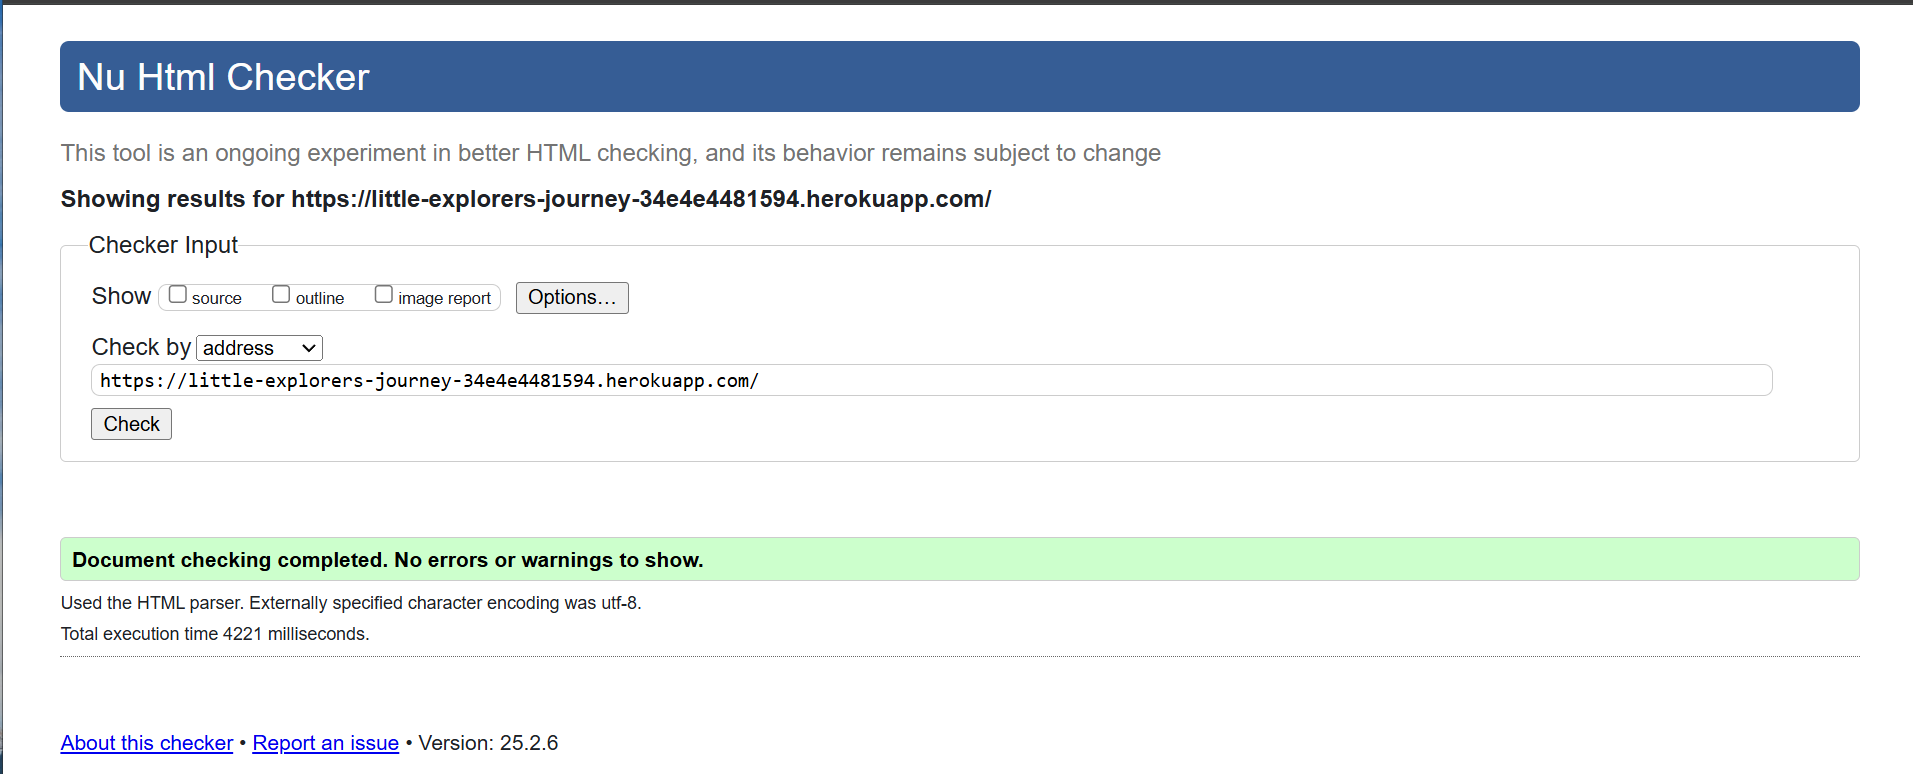 Nu Html Checker
This tool is an ongoing experiment in better HTML checking, and its behavior remains subject to change
Showing results for https://little-explorers-journey-34e4e4481594.herokuapp.com/
Checker Input
Show source outline image report Options...
Check by address
https://little-explorers-journey-34e4e4481594.herokuapp.com/
Check
Document checking completed. No errors or warnings to show.
Used the HTML parser. Externally specified character encoding was utf-8.
Total execution time 4221 milliseconds.
About this checker • Report an issue • Version: 25.2.6